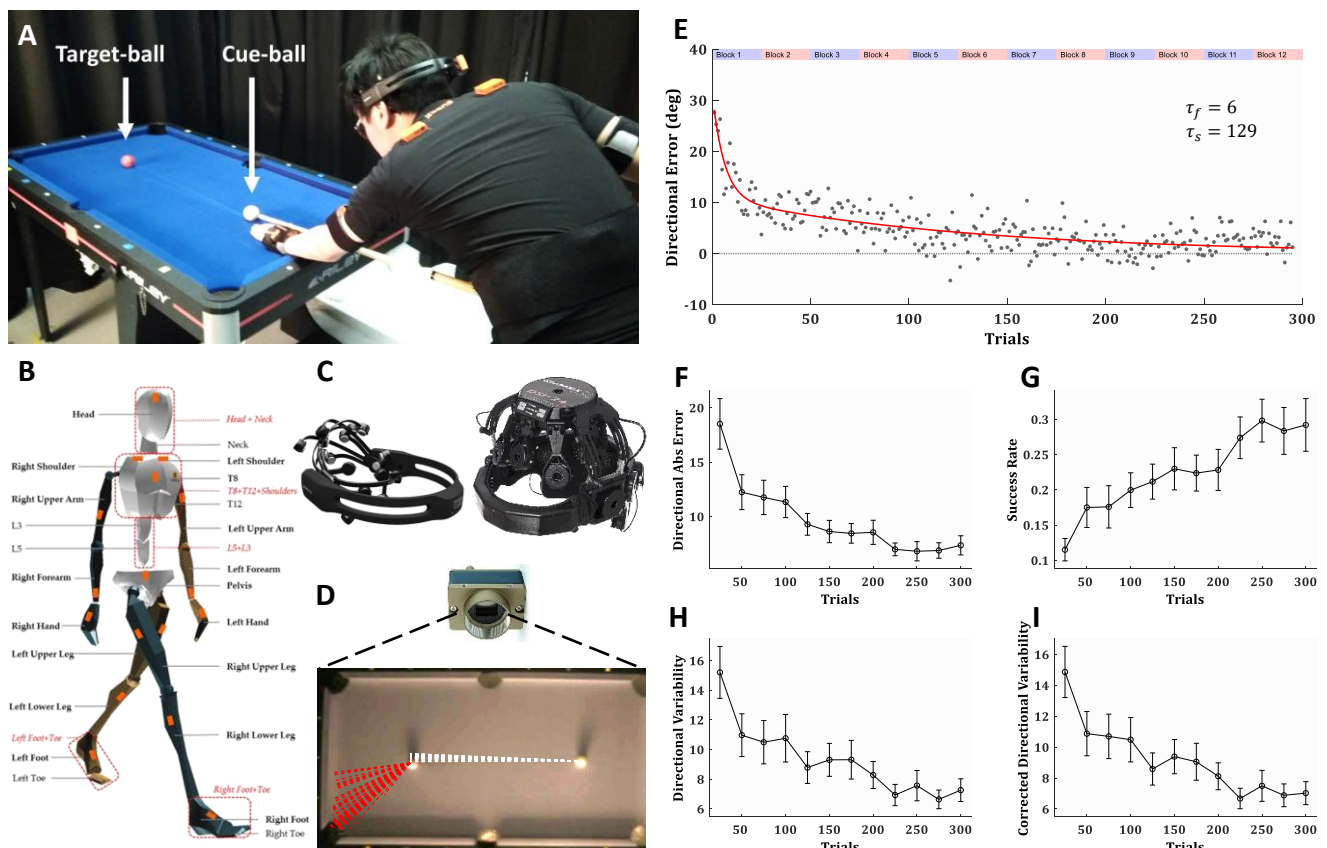 A
Target-ball
Cue-ball
RILEY
RILEY
B
Head
Head + Neck
Neck
Right Shoulder
Left Shoulder
T8
T8+T12+Shoulders
T12
Right Upper Arm
L3
Left Upper Arm
L5
L5+L3
Right Forearm
Left Forearm
Pelvis
Right Hand
Left Hand
Left Upper Leg
Right Upper Leg
Left Lower Leg
Right Lower Leg
Left Foot+Toe
Left Foot
Left Toe
Right Foot+Toe
Right Foot
Right Toe
C
D
E
Block 1 Block 2 Block 3 Block 4 Block 5 Block 6 Block 7 Block 8 Block 9 Block 10 Block 11 Block 12
τf = 6
τs = 129
Directional Error (deg)
40
30
20
10
0
-10
0 50 100 150 200 250 300
Trials
F
Directional Abs Error
20
15
10
50 100 150 200 250 300
Trials
G
Success Rate
0.3
0.25
0.2
0.15
0.1
50 100 150 200 250 300
Trials
H
Directional Variability
16
14
12
10
8
6
50 100 150 200 250 300
Trials
I
Corrected Directional Variability
16
14
12
10
8
6
50 100 150 200 250 300
Trials